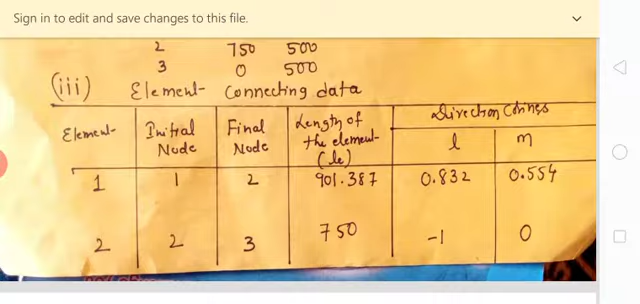 Sign in to edit and save changes to this file.
2 750 500
3 0 500
(iii) Element- Connecting data
Element- Initial Node Final Node Length of the element- (le) Direction Cosines l m
1 1 2 901.387 0.832 0.554
2 2 3 750 -1 0